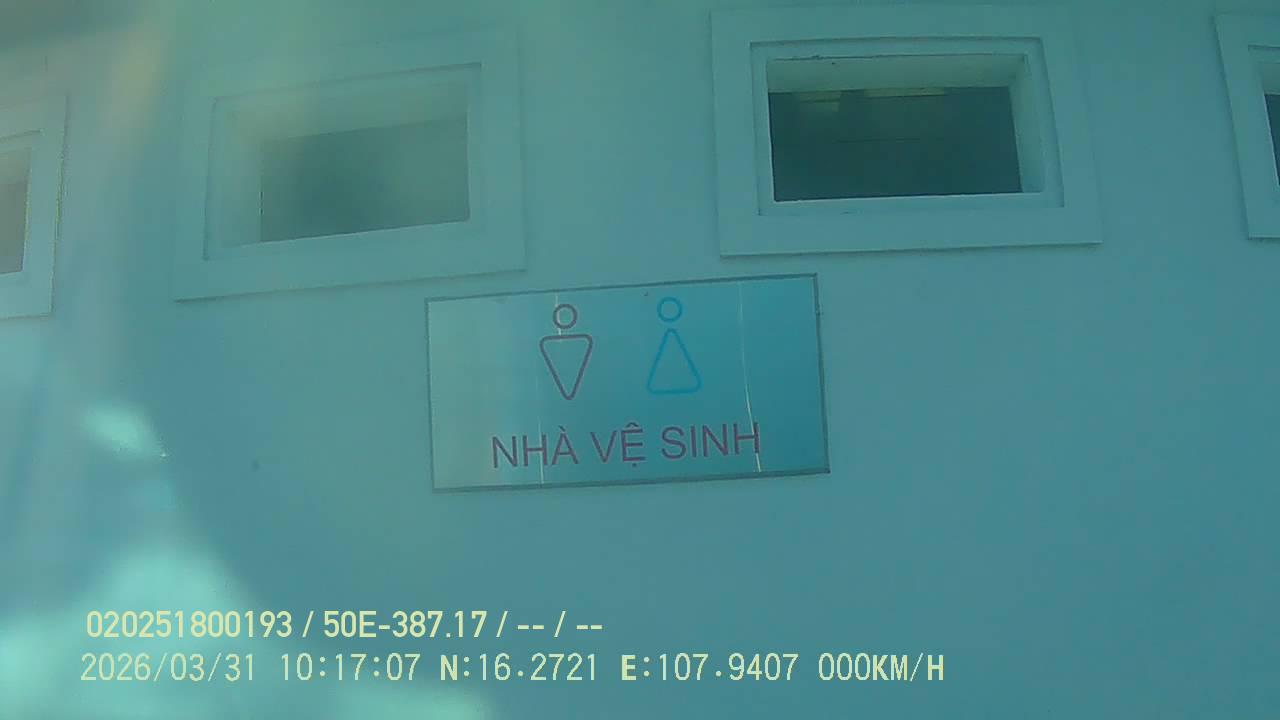 NHÀ VỆ SINH
020251800193 / 50E-387.17 / -- / --
2026/03/31 10:17:07 N:16.2721 E:107.9407 000KM/H